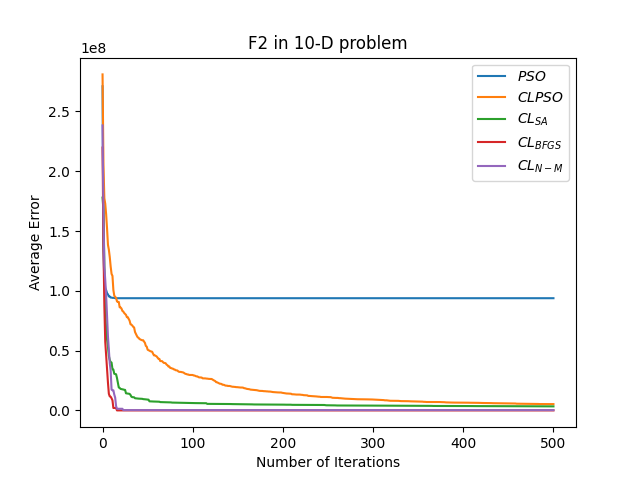 F2 in 10-D problem
1e8
2.5
2.0
1.5
1.0
0.5
0.0
Average Error
0 100 200 300 400 500
Number of Iterations
PSO
CLPSO
CL_SA
CL_BFGS
CL_N−M